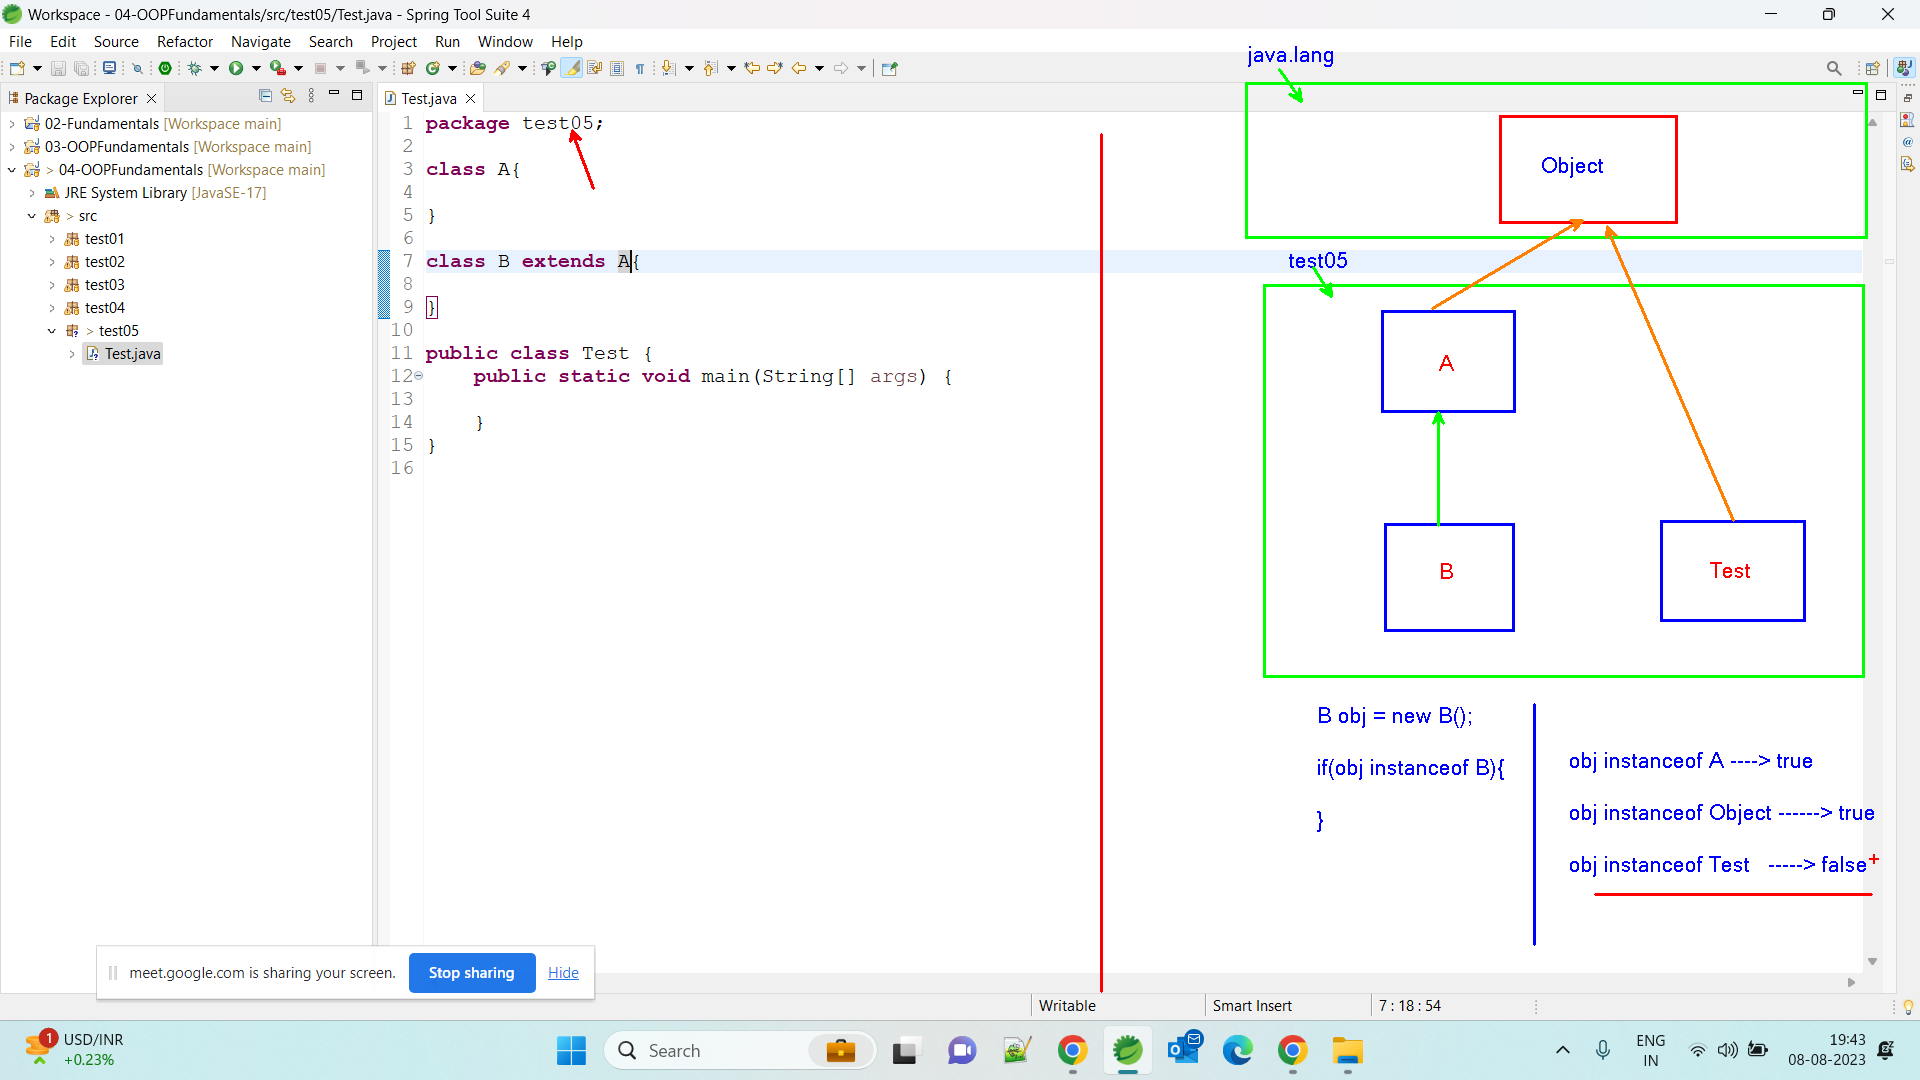 Workspace - 04-OOPFundamentals/src/test05/Test.java - Spring Tool Suite 4
File Edit Source Refactor Navigate Search Project Run Window Help
Package Explorer
02-Fundamentals [Workspace main]
03-OOPFundamentals [Workspace main]
> 04-OOPFundamentals [Workspace main]
JRE System Library [JavaSE-17]
> src
test01
test02
test03
test04
> test05
Test.java
Test.java
1 package test05;
2
3 class A{
4
5 }
6
7 class B extends A{
8
9 }
10
11 public class Test {
12 public static void main(String[] args) {
13
14 }
15 }
16
java.lang
Object
test05
A
B
Test
B obj = new B();
if(obj instanceof B){
}
obj instanceof A ----> true
obj instanceof Object ------> true
obj instanceof Test -----> false
meet.google.com is sharing your screen. Stop sharing Hide
Writable Smart Insert 7 : 18 : 54
1 USD/INR
+0.23%
Search
ENG
IN
19:43
08-08-2023